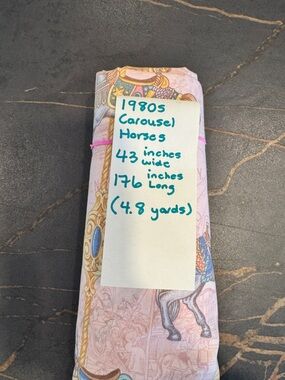 1980s
Carousel
Horses
43 inches wide
176 inches Long
(4.8 yards)